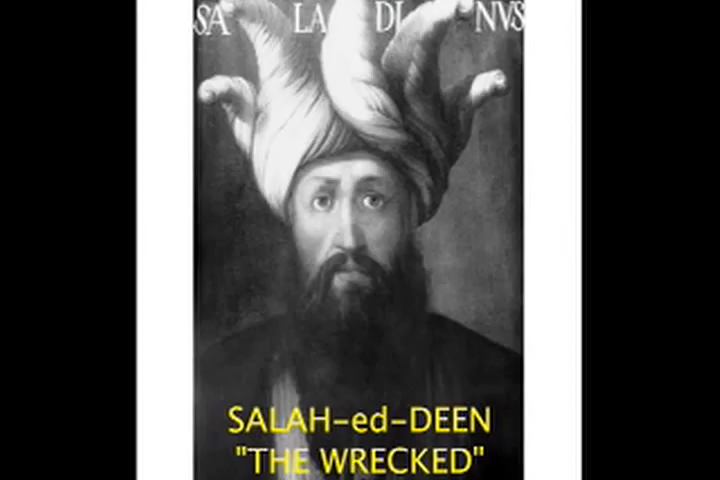 SA LA DI NVS
SALAH-ed-DEEN
"THE WRECKED"